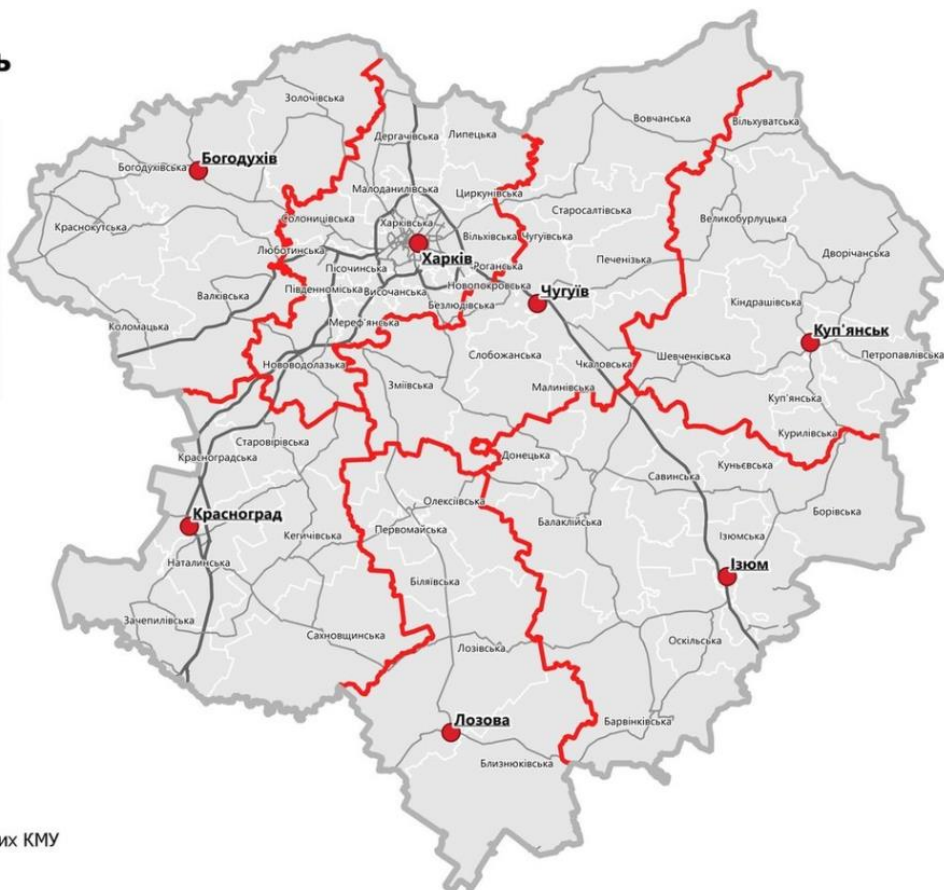 ь
Золочівська
Вовчанська
Вільхуватська
Дергачівська
Липецька
Богодухів
Богодухівська
Малоданилівська
Циркунівська
Старосалтівська
Великобурлуцька
Краснокутська
Солоницівська
Харківська
Вільхівська
Чугуївська
Дворічанська
Люботинська
Харків
Роганська
Печенізька
Пісочинська
Новопокровська
Південноміська
Височанська
Безлюдівська
Чугуїв
Валківська
Кіндрашівська
Коломацька
Мереф'янська
Куп'янськ
Слобожанська
Шевченківська
Петропавлівська
Нововодолазька
Чкаловська
Зміївська
Малинівська
Куп'янська
Старовірівська
Курилівська
Красноградська
Донецька
Куньєвська
Савинська
Олексіївська
Борівська
Красноград
Первомайська
Балаклійська
Кегичівська
Ізюмська
Наталинська
Ізюм
Біляївська
Зачепилівська
Сахновщинська
Оскільська
Лозівська
Лозова
Барвінківська
Близнюківська
их КМУ